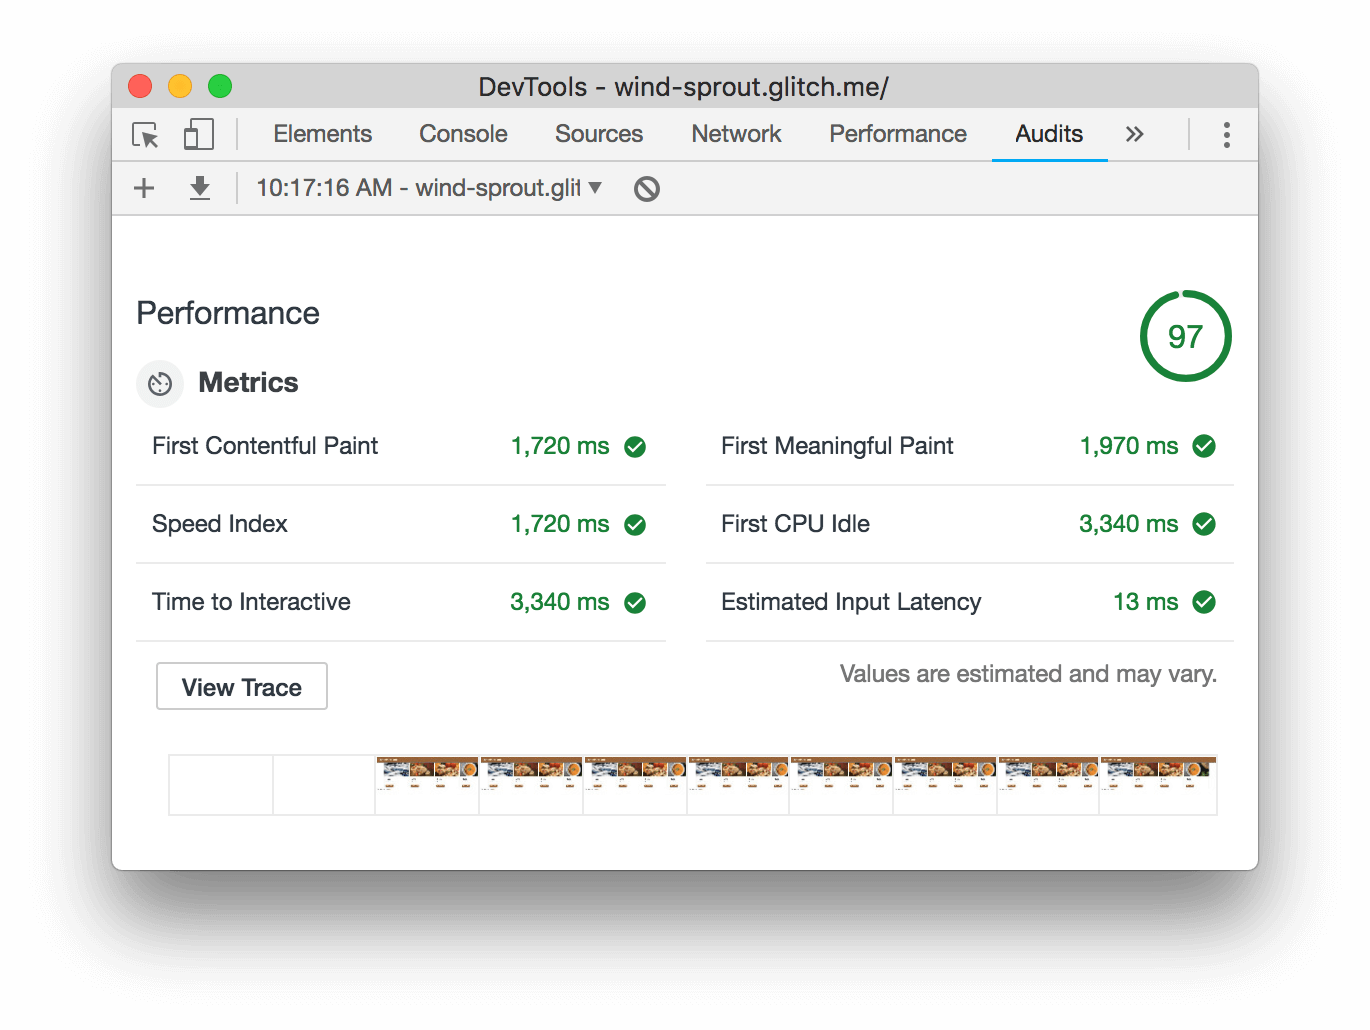 DevTools - wind-sprout.glitch.me/
Elements Console Sources Network Performance Audits
10:17:16 AM - wind-sprout.glit
Performance
97
Metrics
First Contentful Paint 1,720 ms
First Meaningful Paint 1,970 ms
Speed Index 1,720 ms
First CPU Idle 3,340 ms
Time to Interactive 3,340 ms
Estimated Input Latency 13 ms
View Trace
Values are estimated and may vary.